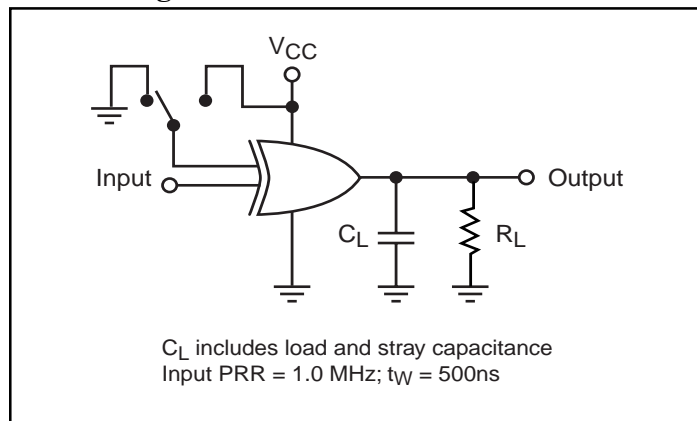 VCC
Input
Output
CL
RL
CL includes load and stray capacitance
Input PRR = 1.0 MHz; tW = 500ns